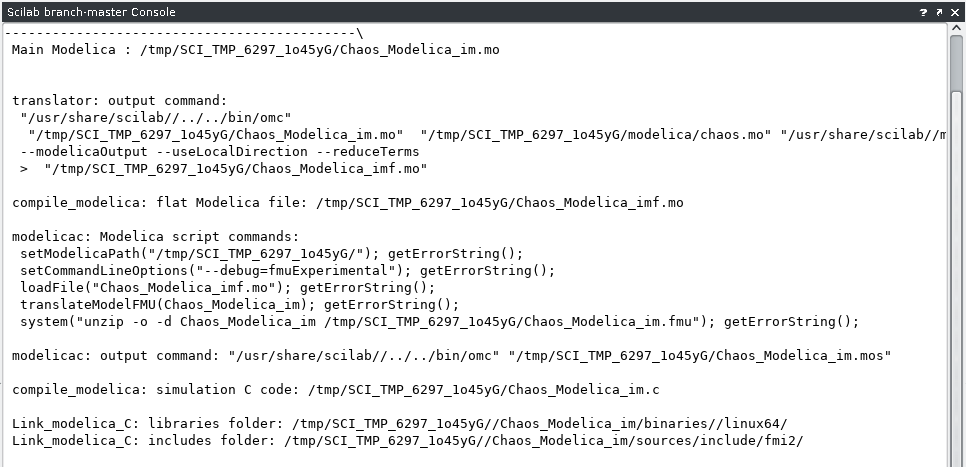 Scilab branch-master Console
--------------------------------------------\
Main Modelica : /tmp/SCI_TMP_6297_1o45yG/Chaos_Modelica_im.mo
translator: output command:
"/usr/share/scilab//../../bin/omc"
"/tmp/SCI_TMP_6297_1o45yG/Chaos_Modelica_im.mo"  "/tmp/SCI_TMP_6297_1o45yG/modelica/chaos.mo" "/usr/share/scilab//m
--modelicaOutput --useLocalDirection --reduceTerms
>  "/tmp/SCI_TMP_6297_1o45yG/Chaos_Modelica_imf.mo"
compile_modelica: flat Modelica file: /tmp/SCI_TMP_6297_1o45yG/Chaos_Modelica_imf.mo
modelicac: Modelica script commands:
setModelicaPath("/tmp/SCI_TMP_6297_1o45yG/"); getErrorString();
setCommandLineOptions("--debug=fmuExperimental"); getErrorString();
loadFile("Chaos_Modelica_imf.mo"); getErrorString();
translateModelFMU(Chaos_Modelica_im); getErrorString();
system("unzip -o -d Chaos_Modelica_im /tmp/SCI_TMP_6297_1o45yG/Chaos_Modelica_im.fmu"); getErrorString();
modelicac: output command: "/usr/share/scilab//../../bin/omc" "/tmp/SCI_TMP_6297_1o45yG/Chaos_Modelica_im.mos"
compile_modelica: simulation C code: /tmp/SCI_TMP_6297_1o45yG/Chaos_Modelica_im.c
Link_modelica_C: libraries folder: /tmp/SCI_TMP_6297_1o45yG//Chaos_Modelica_im/binaries//linux64/
Link_modelica_C: includes folder: /tmp/SCI_TMP_6297_1o45yG//Chaos_Modelica_im/sources/include/fmi2/